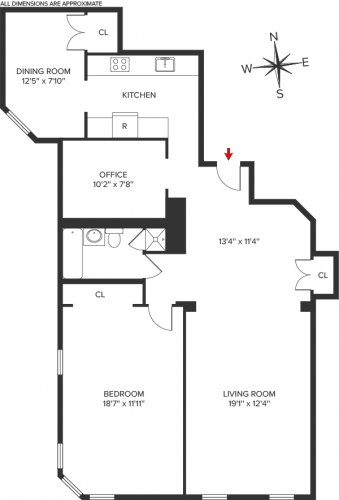 ALL DIMENSIONS ARE APPROXIMATE
CL
DINING ROOM
12'5" x 7'10"
KITCHEN
R
N
W
E
S
OFFICE
10'2" x 7'8"
13'4" x 11'4"
CL
CL
BEDROOM
18'7" x 11'11"
LIVING ROOM
19'1" x 12'4"